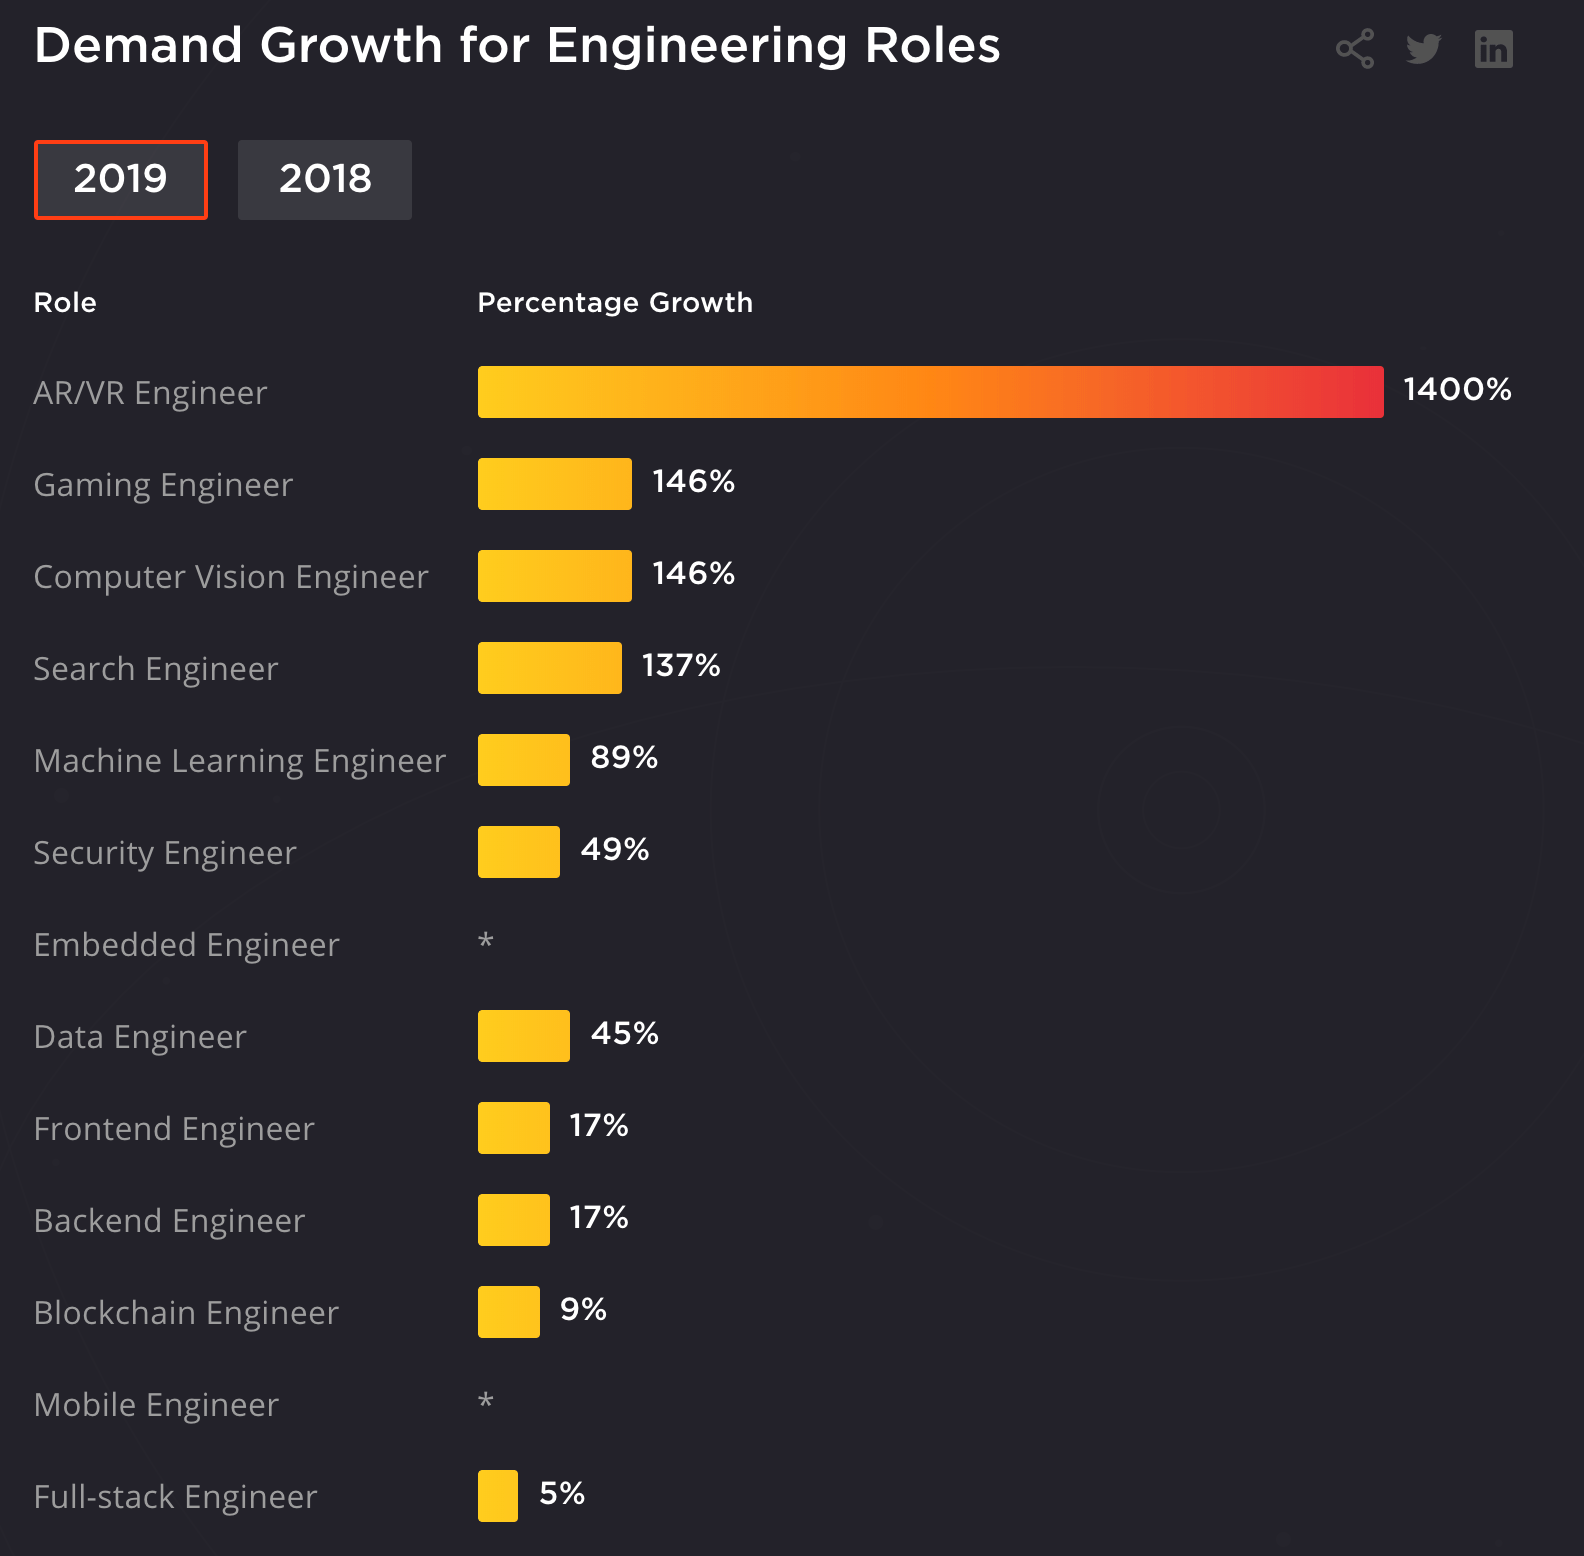 Demand Growth for Engineering Roles
in
2019 2018
Role Percentage Growth
AR/VR Engineer 1400%
Gaming Engineer 146%
Computer Vision Engineer 146%
Search Engineer 137%
Machine Learning Engineer 89%
Security Engineer 49%
Embedded Engineer *
Data Engineer 45%
Frontend Engineer 17%
Backend Engineer 17%
Blockchain Engineer 9%
Mobile Engineer *
Full-stack Engineer 5%